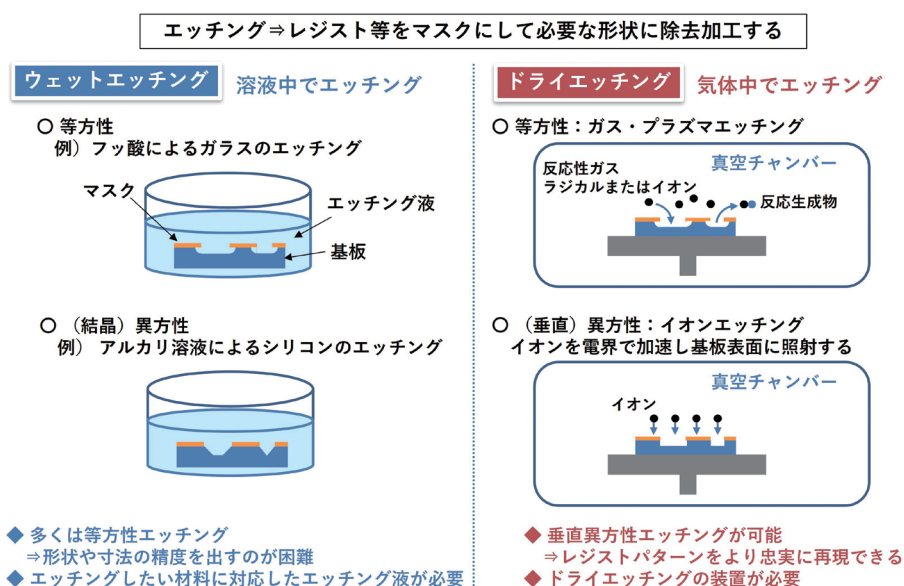 エッチング⇒レジスト等をマスクにして必要な形状に除去加工する
ウェットエッチング
溶液中でエッチング
○ 等方性
例）フッ酸によるガラスのエッチング
マスク
エッチング液
基板
○ （結晶）異方性
例） アルカリ溶液によるシリコンのエッチング
◆ 多くは等方性エッチング
⇒形状や寸法の精度を出すのが困難
◆ エッチングしたい材料に対応したエッチング液が必要
ドライエッチング
気体中でエッチング
○ 等方性：ガス・プラズマエッチング
真空チャンバー
反応性ガス
ラジカルまたはイオン
反応生成物
○ （垂直）異方性：イオンエッチング
イオンを電界で加速し基板表面に照射する
真空チャンバー
イオン
◆ 垂直異方性エッチングが可能
⇒レジストパターンをより忠実に再現できる
◆ ドライエッチングの装置が必要